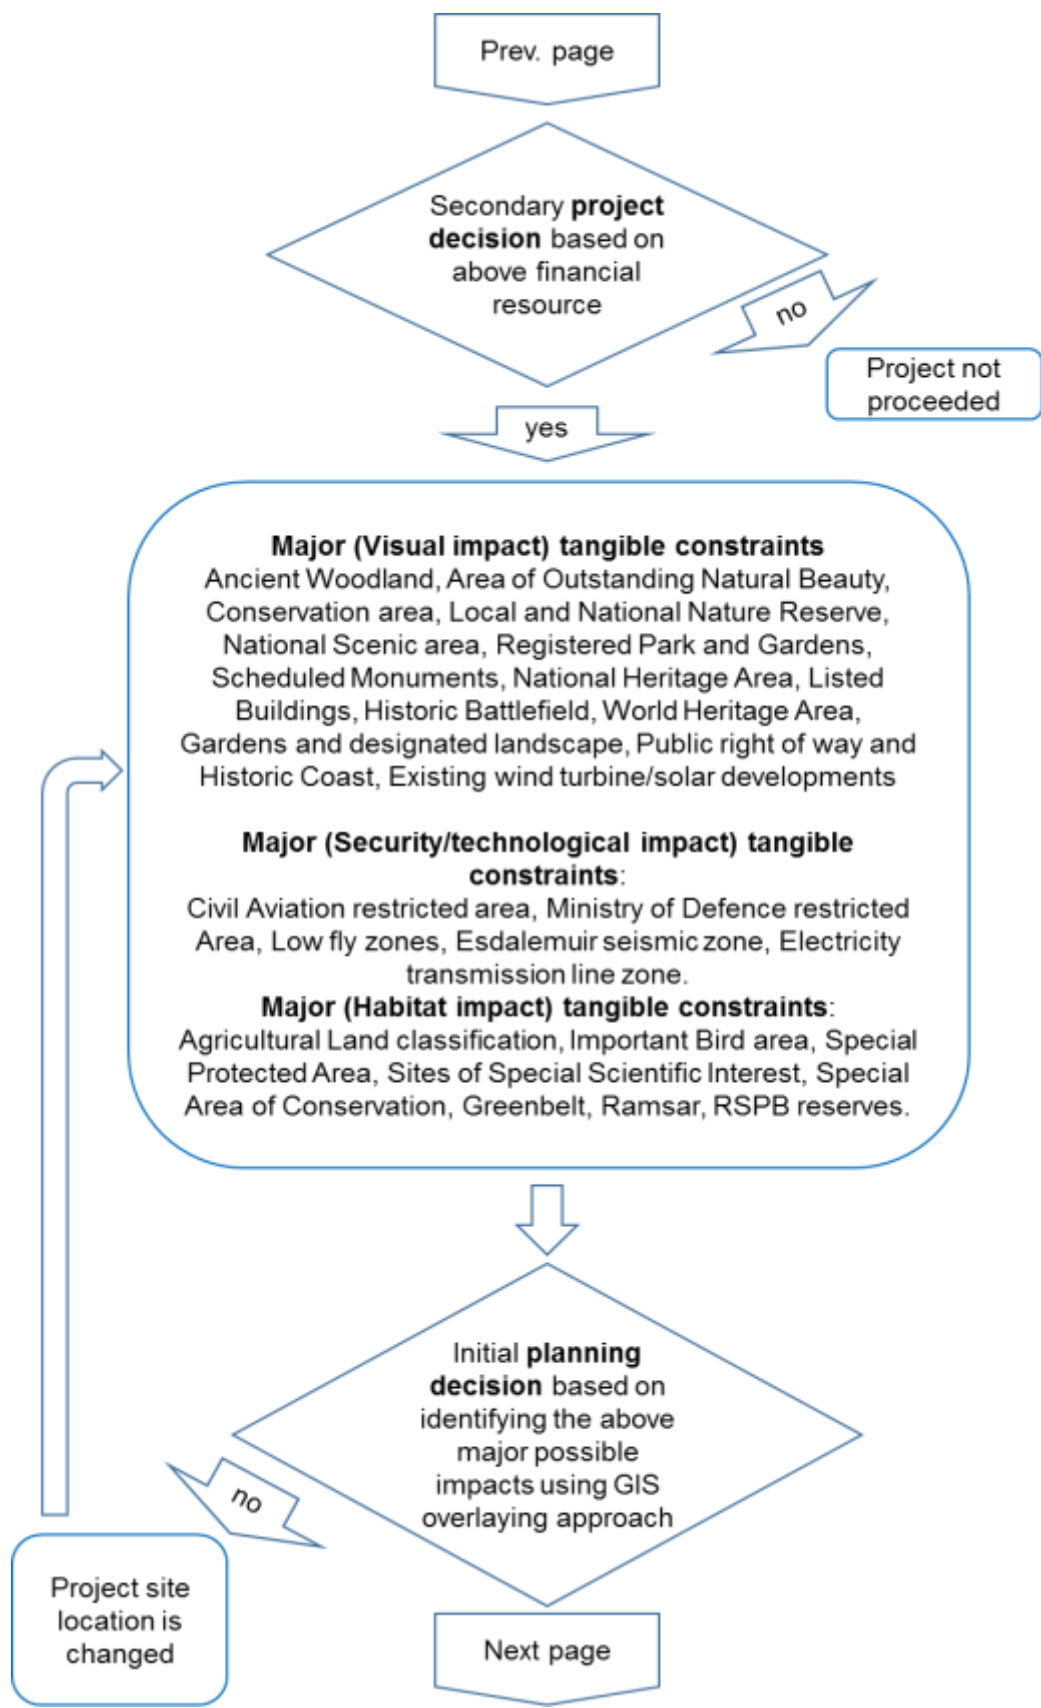 Prev. page
Secondary project
decision based on
above financial
resource
no
Project not
proceeded
yes
Major (Visual impact) tangible constraints
Ancient Woodland, Area of Outstanding Natural Beauty,
Conservation area, Local and National Nature Reserve,
National Scenic area, Registered Park and Gardens,
Scheduled Monuments, National Heritage Area, Listed
Buildings, Historic Battlefield, World Heritage Area,
Gardens and designated landscape, Public right of way and
Historic Coast, Existing wind turbine/solar developments
Major (Security/technological impact) tangible
constraints:
Civil Aviation restricted area, Ministry of Defence restricted
Area, Low fly zones, Esdalemuir seismic zone, Electricity
transmission line zone.
Major (Habitat impact) tangible constraints:
Agricultural Land classification, Important Bird area, Special
Protected Area, Sites of Special Scientific Interest, Special
Area of Conservation, Greenbelt, Ramsar, RSPB reserves.
Initial planning
decision based on
identifying the above
major possible
impacts using GIS
overlaying approach
no
Project site
location is
changed
Next page